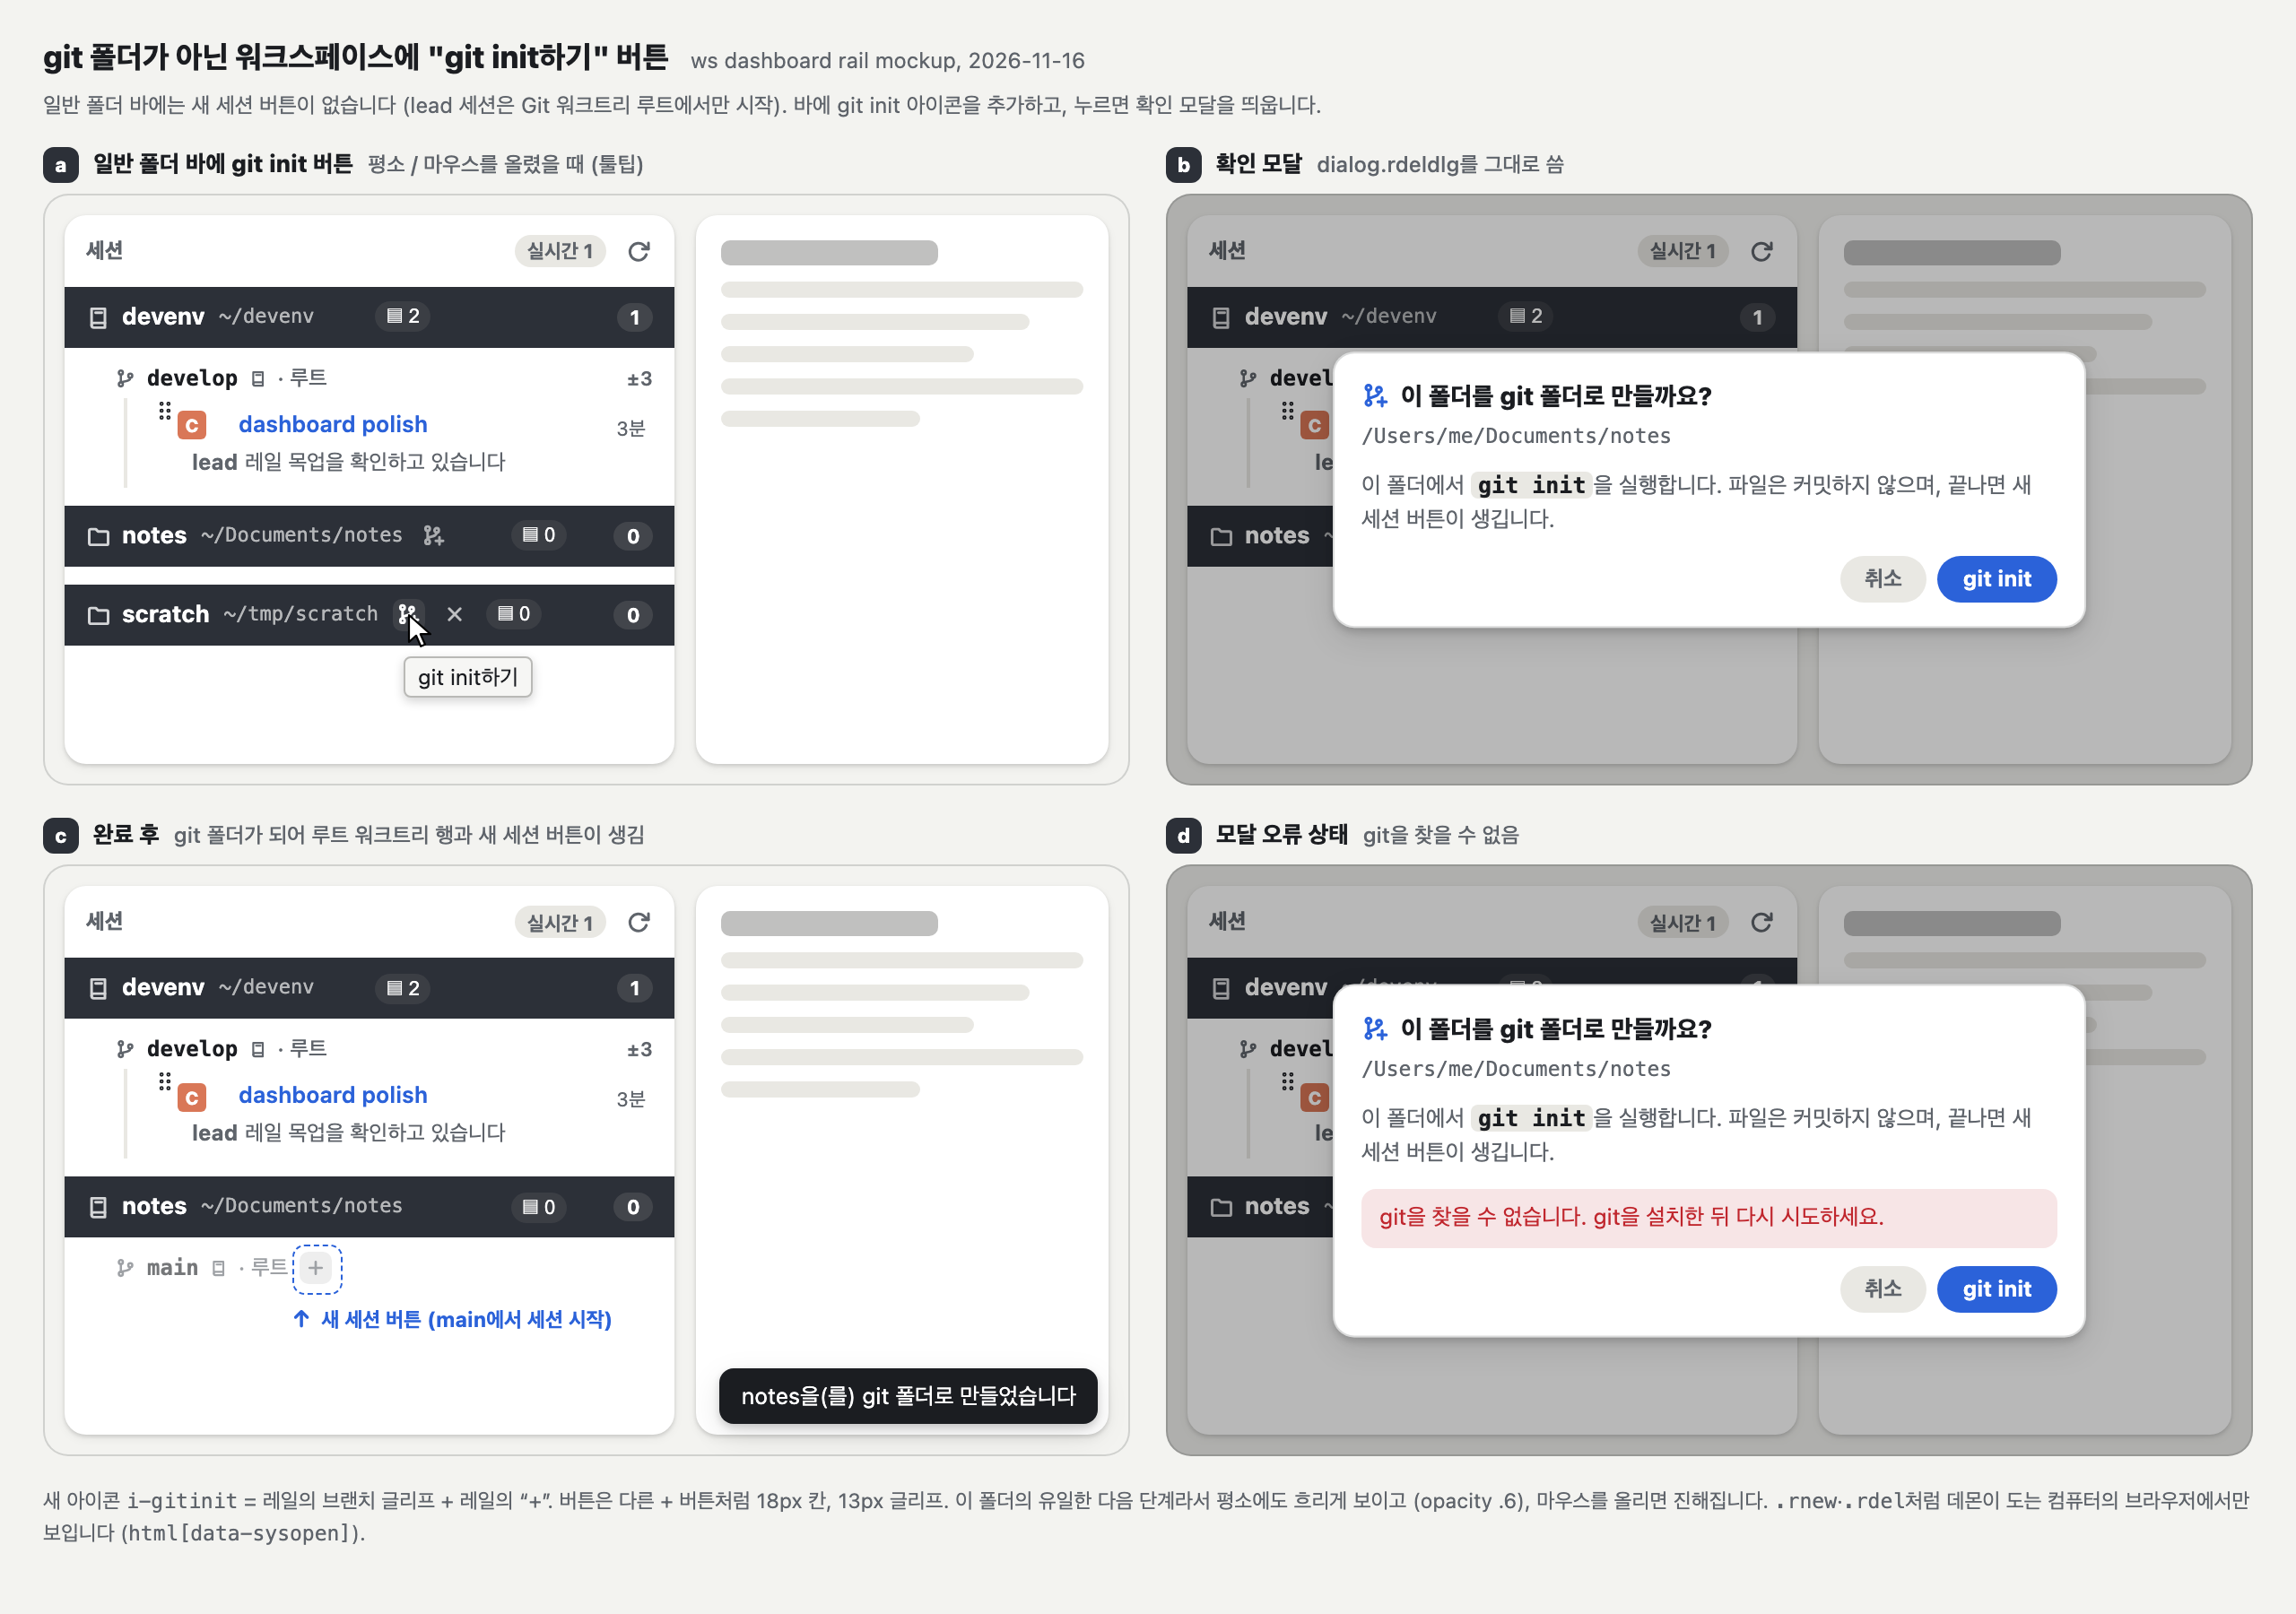 git 폴더가 아닌 워크스페이스에 "git init하기" 버튼 ws dashboard rail mockup, 2026-11-16
일반 폴더 바에는 새 세션 버튼이 없습니다 (lead 세션은 Git 워크트리 루트에서만 시작). 바에 git init 아이콘을 추가하고, 누르면 확인 모달을 띄웁니다.
a 일반 폴더 바에 git init 버튼 평소 / 마우스를 올렸을 때 (툴팁)
세션 실시간 1
devenv ~/devenv 2 1
develop · 루트 ±3
C dashboard polish 3분
lead 레일 목업을 확인하고 있습니다
notes ~/Documents/notes 0 0
scratch ~/tmp/scratch 0 0
git init하기
b 확인 모달 dialog.rdeldlg를 그대로 씀
세션 실시간 1
devenv ~/devenv 2 1
devel
C
le
notes ~
이 폴더를 git 폴더로 만들까요?
/Users/me/Documents/notes
이 폴더에서 git init을 실행합니다. 파일은 커밋하지 않으며, 끝나면 새
세션 버튼이 생깁니다.
취소 git init
c 완료 후 git 폴더가 되어 루트 워크트리 행과 새 세션 버튼이 생김
세션 실시간 1
devenv ~/devenv 2 1
develop · 루트 ±3
C dashboard polish 3분
lead 레일 목업을 확인하고 있습니다
notes ~/Documents/notes 0 0
main · 루트 +
↑ 새 세션 버튼 (main에서 세션 시작)
notes을(를) git 폴더로 만들었습니다
d 모달 오류 상태 git을 찾을 수 없음
세션 실시간 1
devenv
devel
C
le
notes ~
이 폴더를 git 폴더로 만들까요?
/Users/me/Documents/notes
이 폴더에서 git init을 실행합니다. 파일은 커밋하지 않으며, 끝나면 새
세션 버튼이 생깁니다.
git을 찾을 수 없습니다. git을 설치한 뒤 다시 시도하세요.
취소 git init
새 아이콘 i-gitinit = 레일의 브랜치 글리프 + 레일의 “+”. 버튼은 다른 + 버튼처럼 18px 칸, 13px 글리프. 이 폴더의 유일한 다음 단계라서 평소에도 흐리게 보이고 (opacity .6), 마우스를 올리면 진해집니다. .rnew·.rdel처럼 데몬이 도는 컴퓨터의 브라우저에서만
보입니다 (html[data-sysopen]).